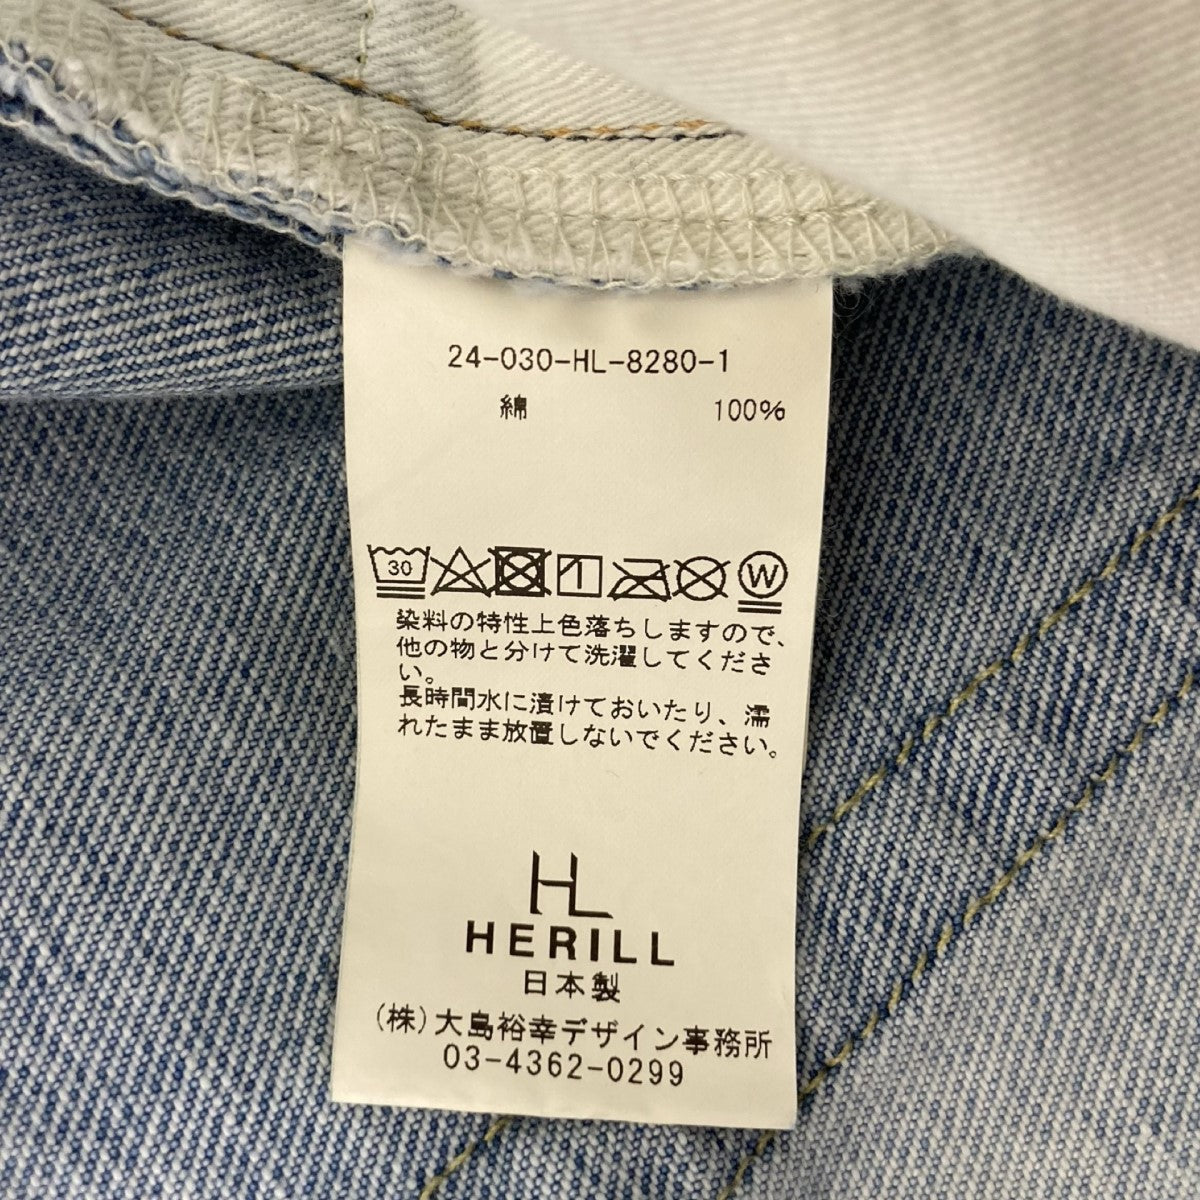 24-030-HL-8280-1
綿 100%
30
W
染料の特性上色落ちしますので、
他の物と分けて洗濯してくださ
い。
長時間水に漬けておいたり、濡
れたまま放置しないでください。
HL
HERILL
日本製
(株)大島裕幸デザイン事務所
03-4362-0299